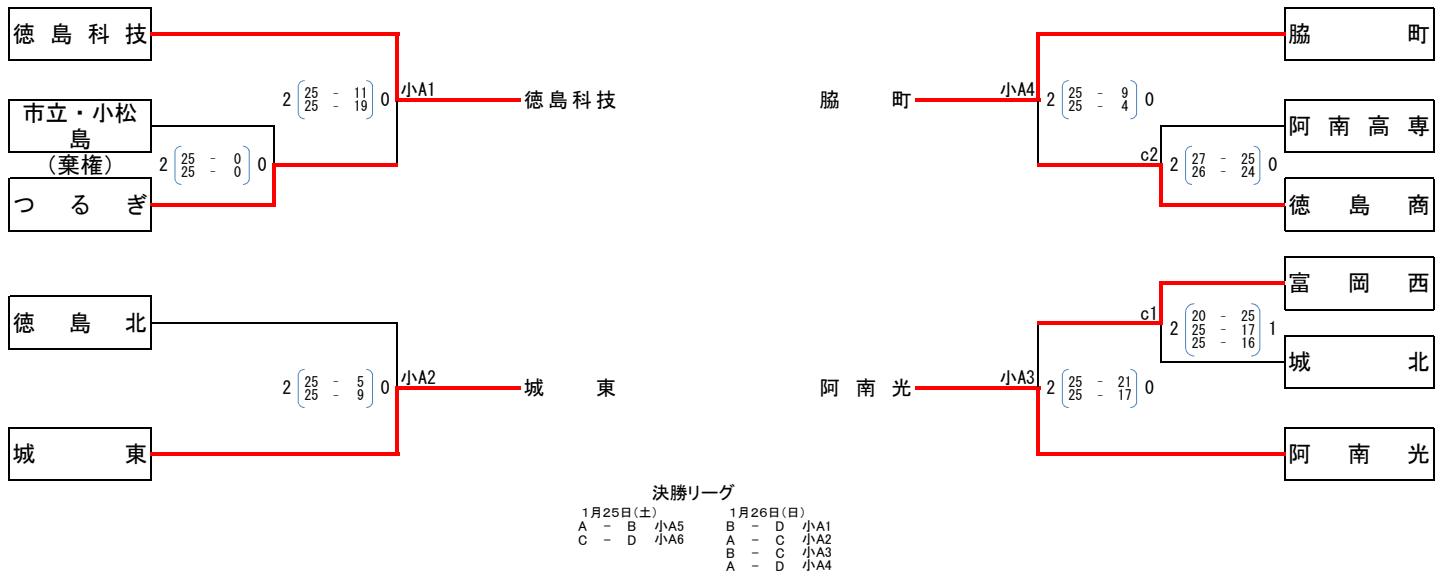 徳島科技
2 25 - 11 0
25 - 19
小A1
徳島科技
市立・小松島
(棄権)
2 25 - 0 0
25 - 0
つるぎ
徳島北
2 25 - 5 0
25 - 9
小A2
城東
城東
脇町
小A4
2 25 - 9 0
25 - 4
脇町
阿南高専
c2
2 27 - 25 0
26 - 24
徳島商
富岡西
c1
2 20 - 25 1
25 - 17
25 - 16
城北
阿南光
小A3
2 25 - 21 0
25 - 17
阿南光
決勝リーグ
1月25日(土)
A - B 小A5
C - D 小A6
1月26日(日)
B - D 小A1
A - C 小A2
B - C 小A3
A - D 小A4